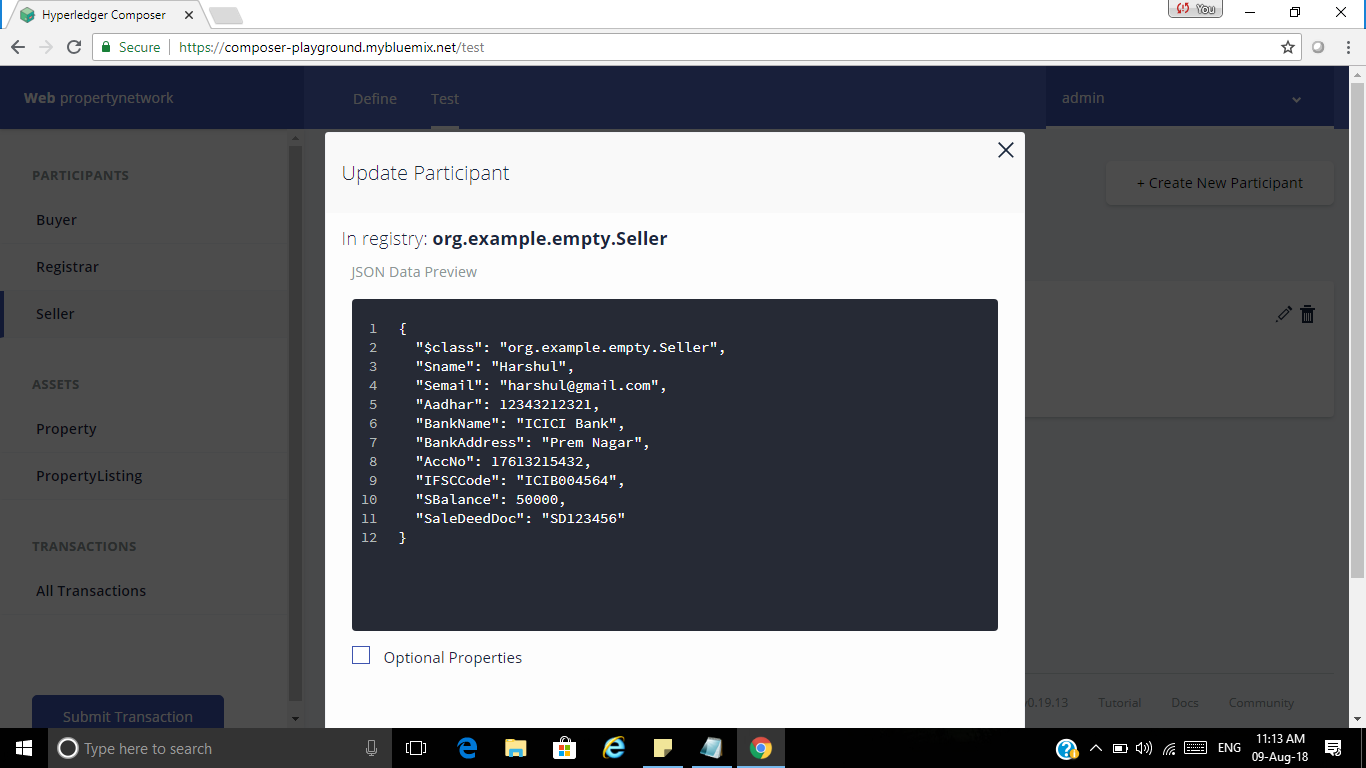 Hyperledger Composer
You
Secure
https://composer-playground.mybluemix.net/test
Web propertynetwork
Define
Test
admin
PARTICIPANTS
Buyer
Registrar
Seller
ASSETS
Property
PropertyListing
TRANSACTIONS
All Transactions
Submit Transaction
+ Create New Participant
Update Participant
In registry: org.example.empty.Seller
JSON Data Preview
1 {
2 "$class": "org.example.empty.Seller",
3 "Sname": "Harshul",
4 "Semail": "harshul@gmail.com",
5 "Aadhar": 12343212321,
6 "BankName": "ICICI Bank",
7 "BankAddress": "Prem Nagar",
8 "AccNo": 17613215432,
9 "IFSCCode": "ICIB004564",
10 "SBalance": 50000,
11 "SaleDeedDoc": "SD123456"
12 }
Optional Properties
0.19.13
Tutorial
Docs
Community
Type here to search
ENG
11:13 AM
09-Aug-18